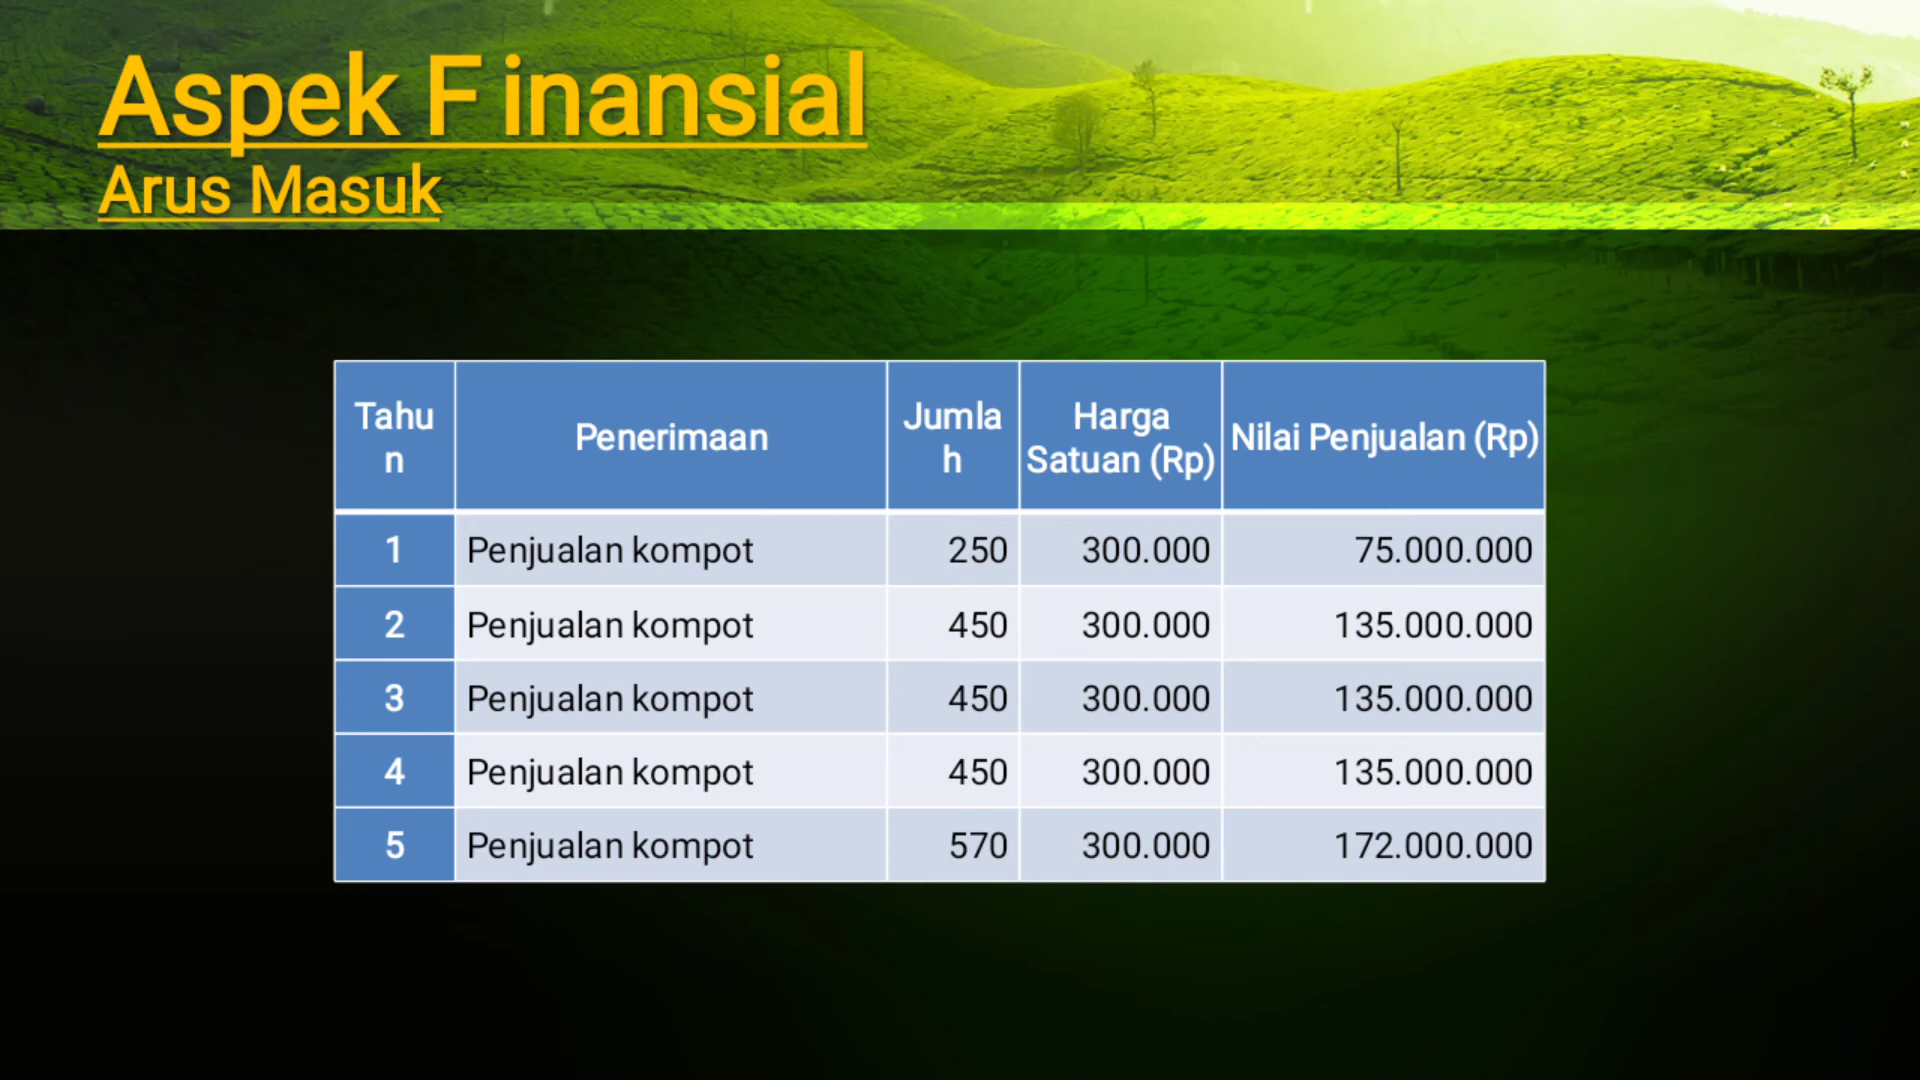 Aspek Finansial
Arus Masuk
Tahu
n
Penerimaan
Jumla
h
Harga
Satuan (Rp)
Nilai Penjualan (Rp)
1 Penjualan kompot 250 300.000 75.000.000
2 Penjualan kompot 450 300.000 135.000.000
3 Penjualan kompot 450 300.000 135.000.000
4 Penjualan kompot 450 300.000 135.000.000
5 Penjualan kompot 570 300.000 172.000.000